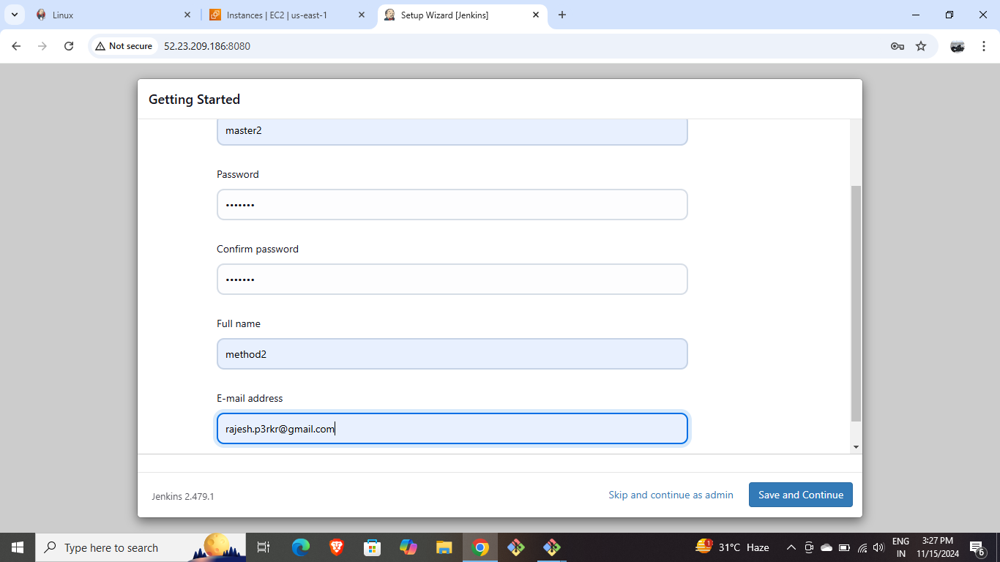 Linux
Instances | EC2 | us-east-1
Setup Wizard [Jenkins]
Not secure
52.23.209.186:8080
Getting Started
master2
Password
•••••••
Confirm password
•••••••
Full name
method2
E-mail address
rajesh.p3rkr@gmail.com
Jenkins 2.479.1
Skip and continue as admin
Save and Continue
Type here to search
1
31°C Haze
ENG
IN
3:27 PM
11/15/2024
6